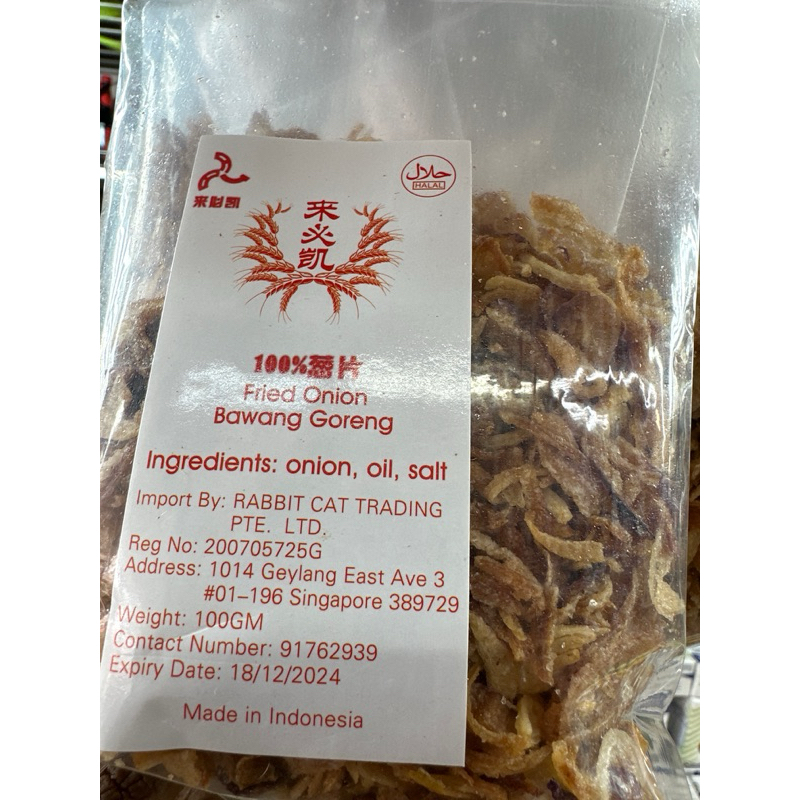 来必凯
حلال
HALAL
来
必
凯
100%葱片
Fried Onion
Bawang Goreng
Ingredients: onion, oil, salt
Import By: RABBIT CAT TRADING
PTE. LTD.
Reg No: 200705725G
Address: 1014 Geylang East Ave 3
#01–196 Singapore 389729
Weight: 100GM
Contact Number: 91762939
Expiry Date: 18/12/2024
Made in Indonesia